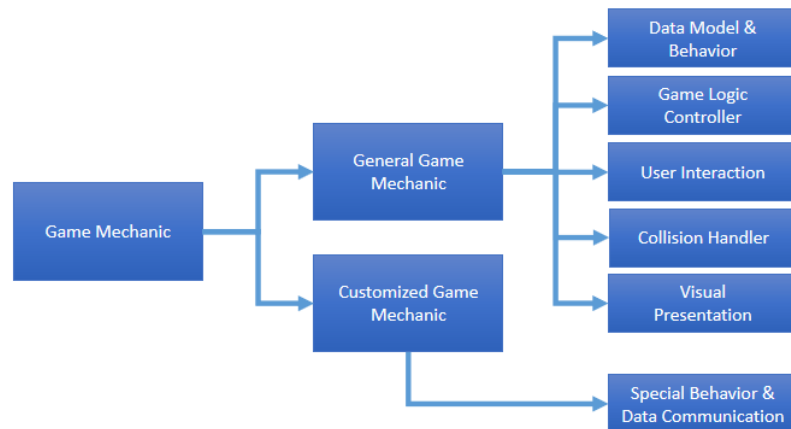 Data Model &
Behavior
Game Logic
Controller
General Game
Mechanic
User Interaction
Game Mechanic
Collision Handler
Customized Game
Mechanic
Visual
Presentation
Special Behavior &
Data Communication